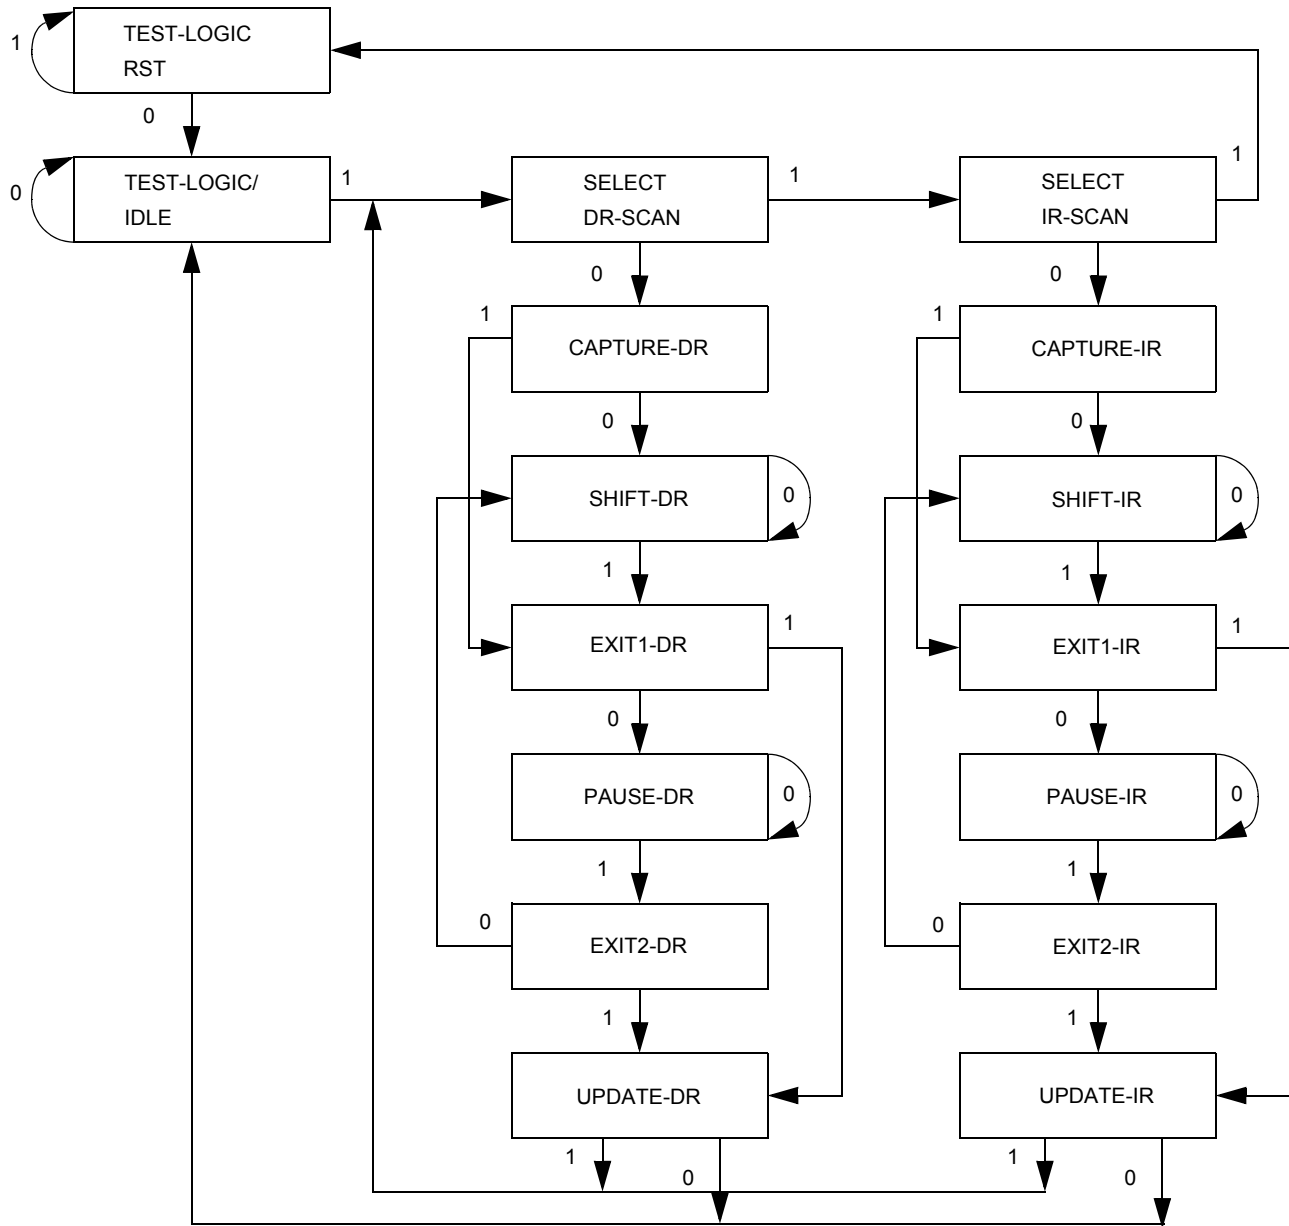 TEST-LOGIC
RST
1
0
TEST-LOGIC/
IDLE
0
1
SELECT
DR-SCAN
1
SELECT
IR-SCAN
1
0
0
1
CAPTURE-DR
1
CAPTURE-IR
0
0
SHIFT-DR
0
SHIFT-IR
0
1
1
EXIT1-DR
1
EXIT1-IR
1
0
0
PAUSE-DR
0
PAUSE-IR
0
1
1
0
EXIT2-DR
0
EXIT2-IR
1
1
UPDATE-DR
UPDATE-IR
1
0
1
0